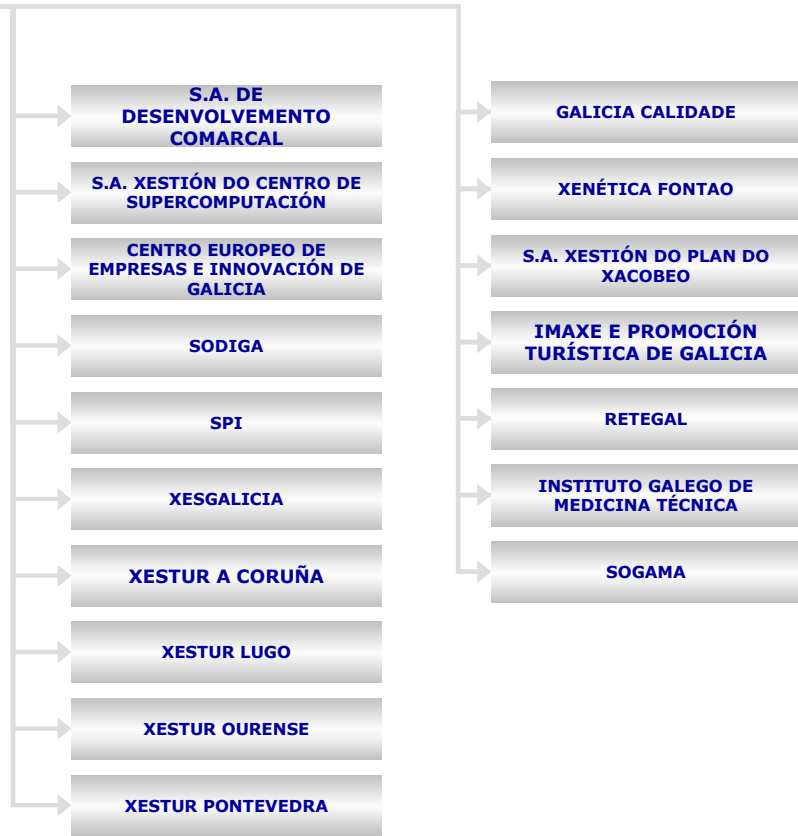 S.A. DE
DESENVOLVEMENTO
COMARCAL
S.A. XESTIÓN DO CENTRO DE
SUPERCOMPUTACIÓN
CENTRO EUROPEO DE
EMPRESAS E INNOVACIÓN DE
GALICIA
SODIGA
SPI
XESGALICIA
XESTUR A CORUÑA
XESTUR LUGO
XESTUR OURENSE
XESTUR PONTEVEDRA
GALICIA CALIDADE
XENÉTICA FONTAO
S.A. XESTIÓN DO PLAN DO
XACOBEO
IMAXE E PROMOCIÓN
TURÍSTICA DE GALICIA
RETEGAL
INSTITUTO GALEGO DE
MEDICINA TÉCNICA
SOGAMA